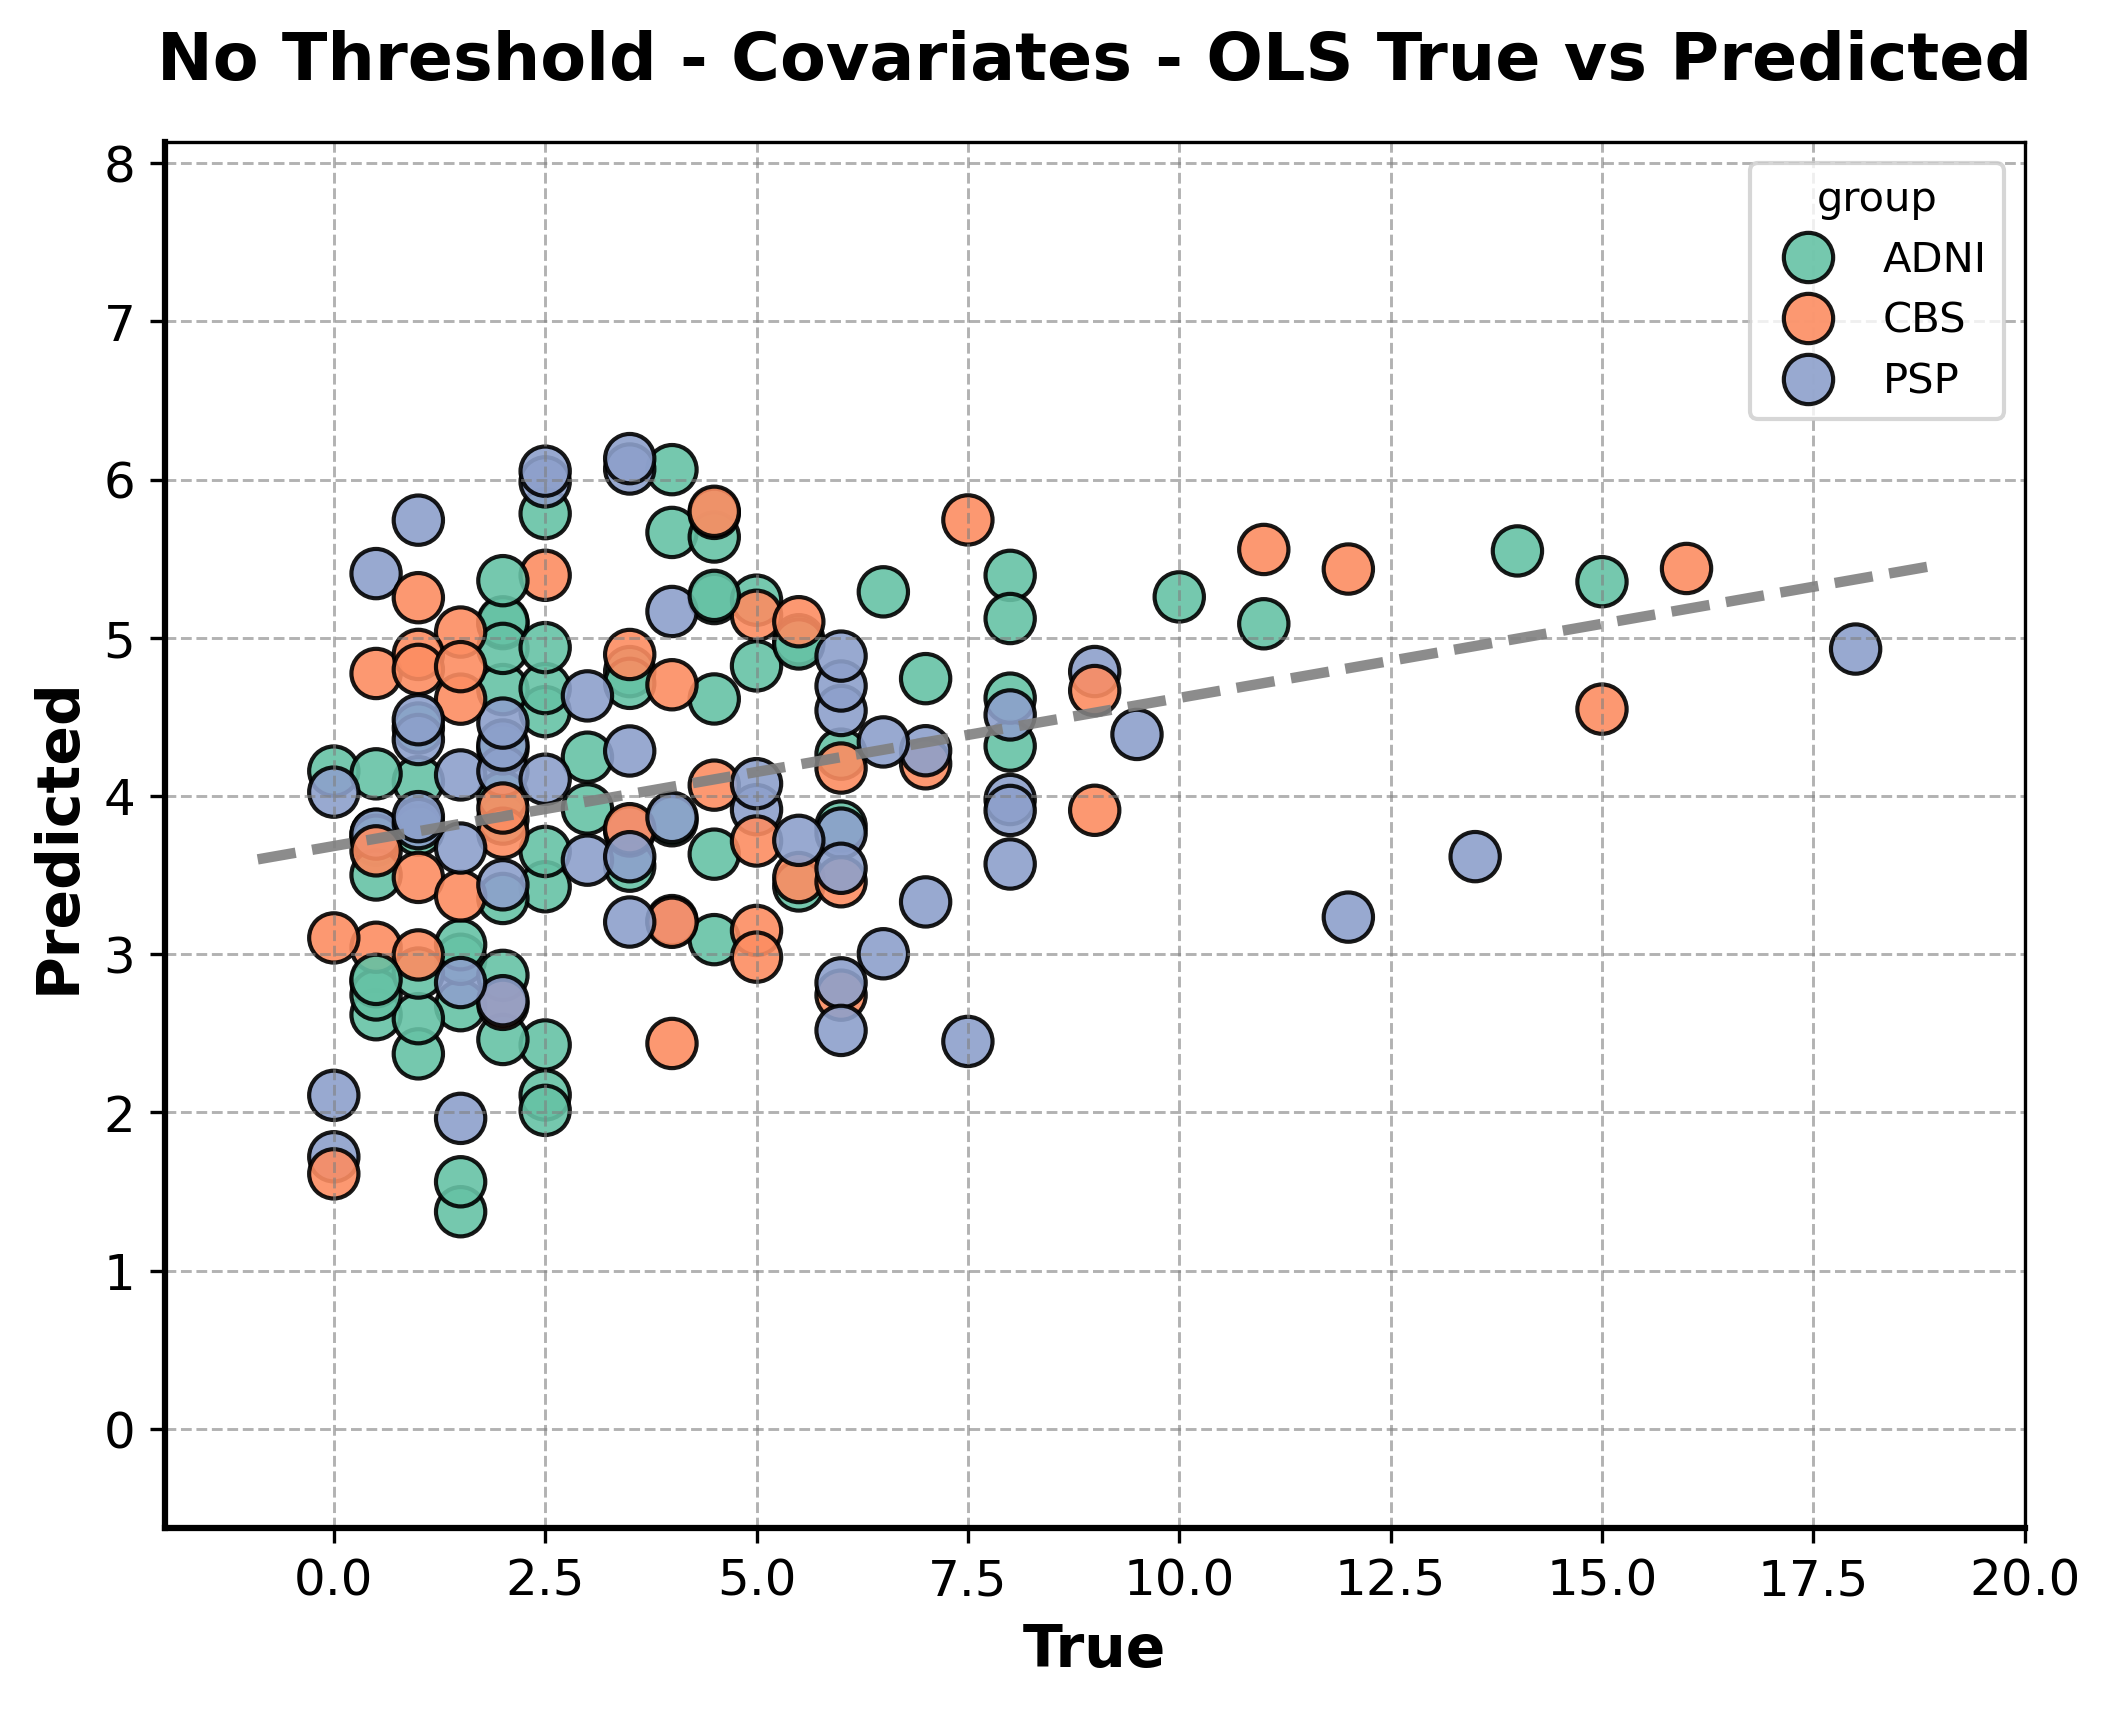 No Threshold - Covariates - OLS True vs Predicted
8
7
6
5
4
3
2
1
0
Predicted
group
ADNI
CBS
PSP
0.0 2.5 5.0 7.5 10.0 12.5 15.0 17.5 20.0
True